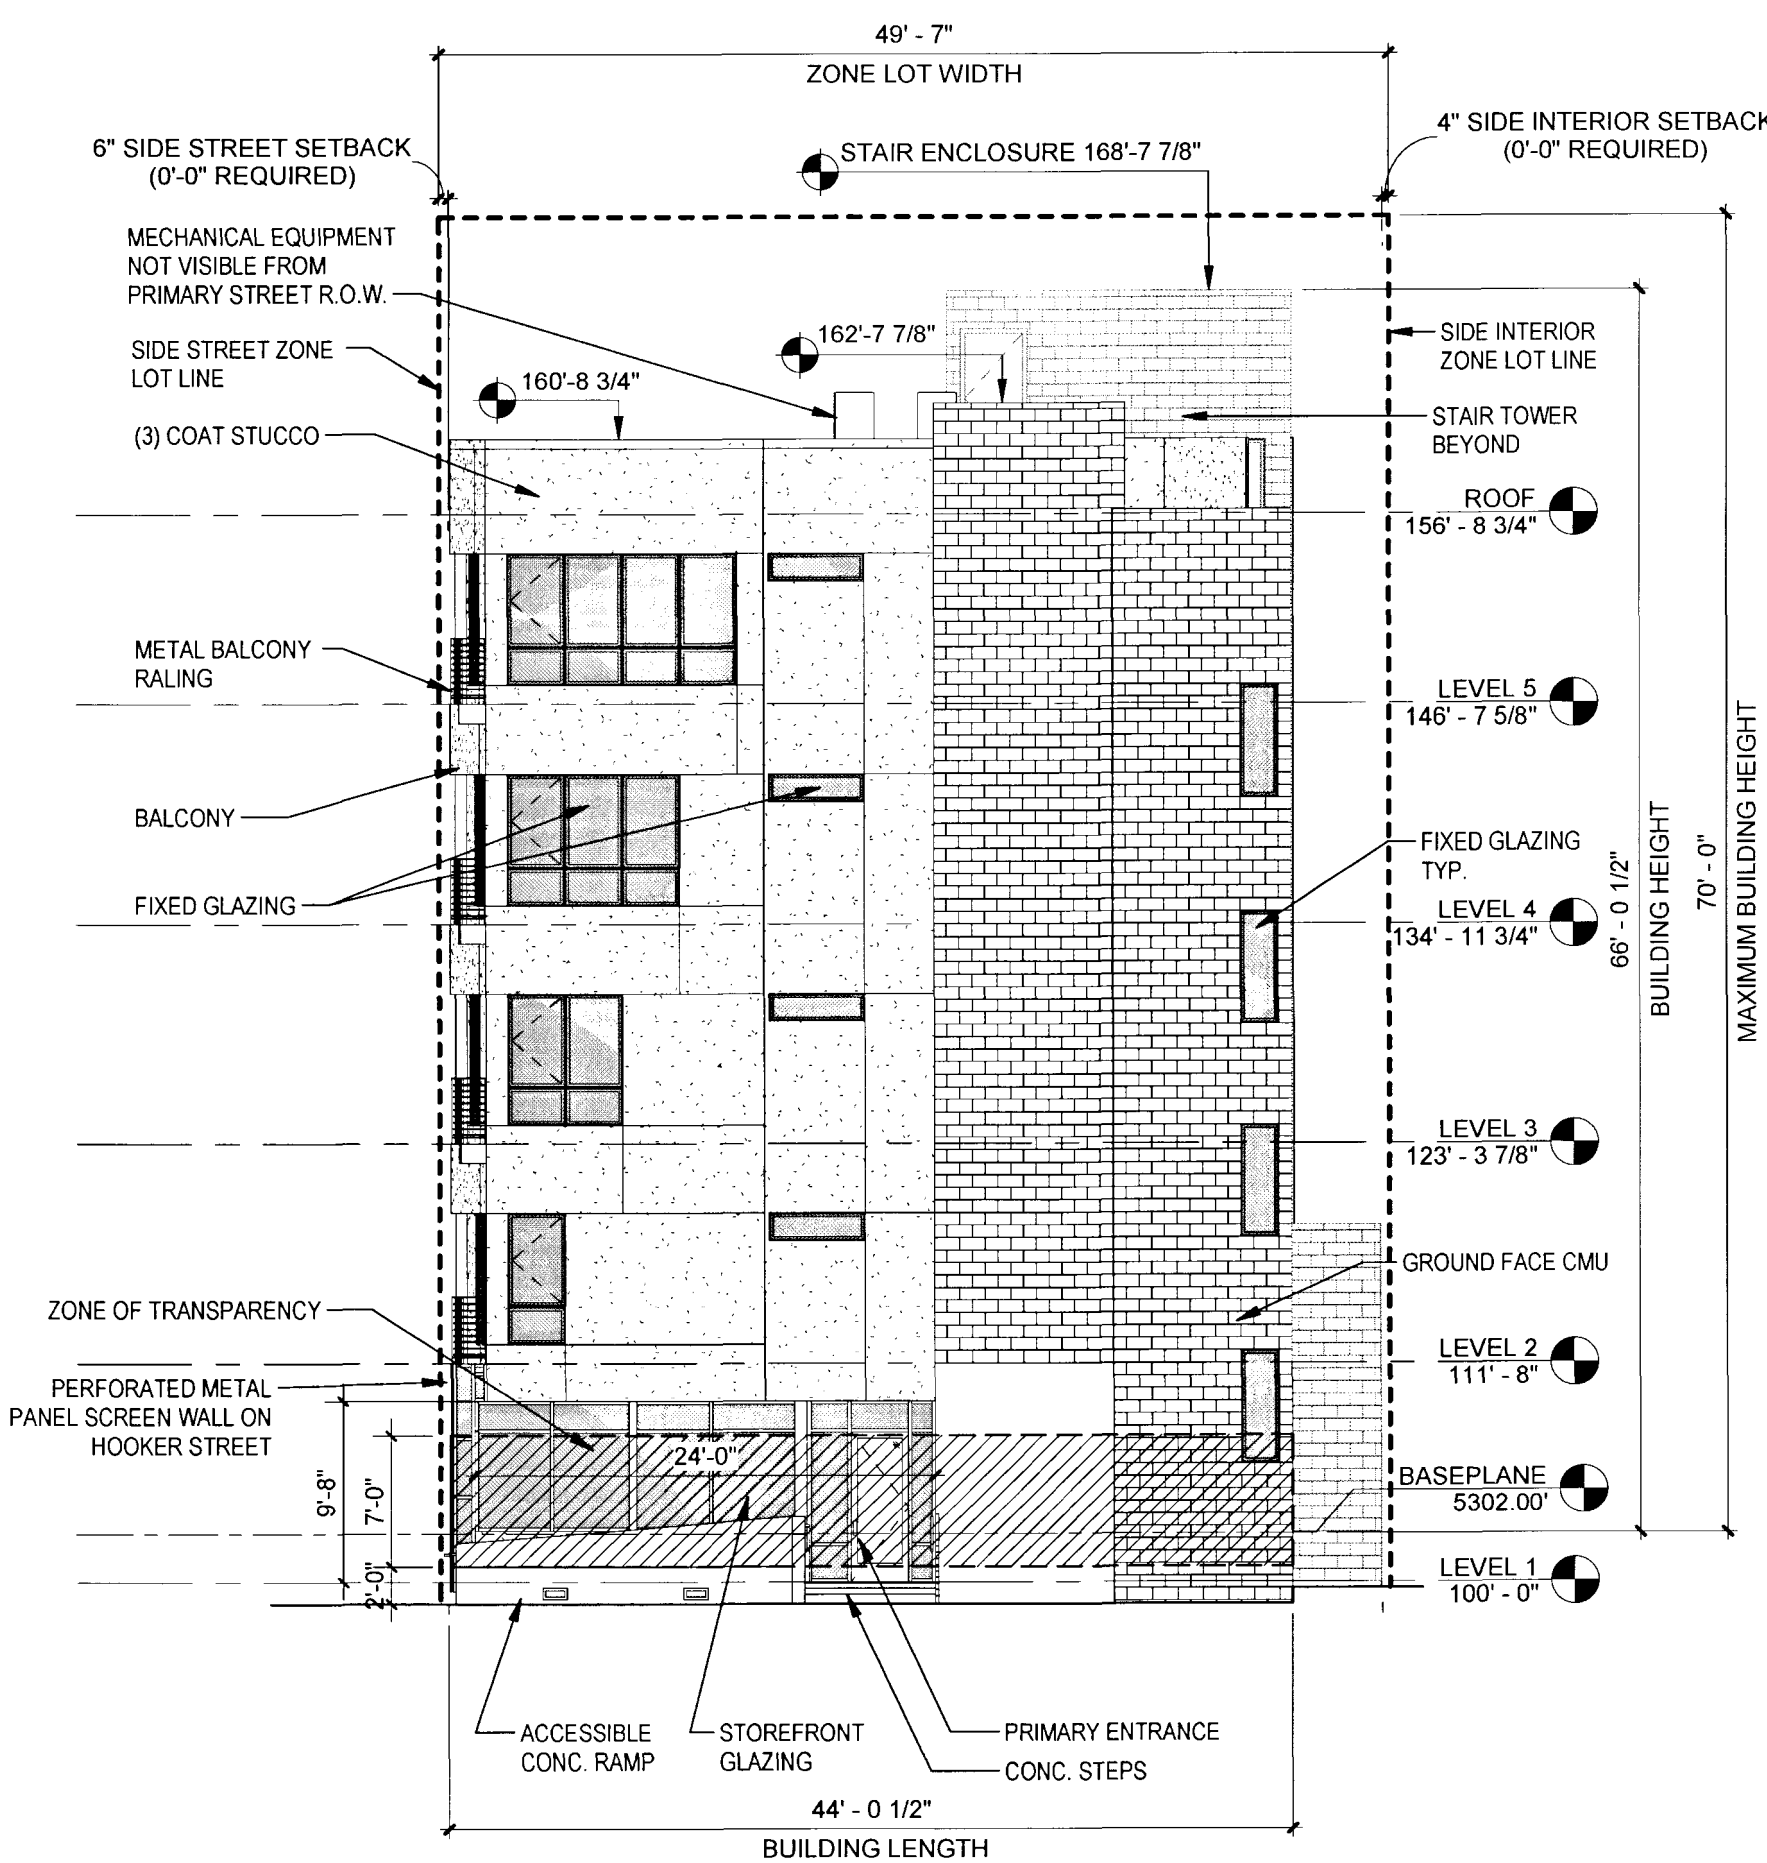 49' - 7"
ZONE LOT WIDTH
6" SIDE STREET SETBACK
(0'-0" REQUIRED)
STAIR ENCLOSURE 168'-7 7/8"
4" SIDE INTERIOR SETBACK
(0'-0" REQUIRED)
MECHANICAL EQUIPMENT
NOT VISIBLE FROM
PRIMARY STREET R.O.W.
162'-7 7/8"
SIDE STREET ZONE
LOT LINE
160'-8 3/4"
SIDE INTERIOR
ZONE LOT LINE
(3) COAT STUCCO
STAIR TOWER
BEYOND
ROOF
156' - 8 3/4"
METAL BALCONY
RALING
LEVEL 5
146' - 7 5/8"
BALCONY
FIXED GLAZING
TYP.
FIXED GLAZING
LEVEL 4
134' - 11 3/4"
66' - 0 1/2"
BUILDING HEIGHT
70' - 0"
MAXIMUM BUILDING HEIGHT
LEVEL 3
123' - 3 7/8"
GROUND FACE CMU
ZONE OF TRANSPARENCY
LEVEL 2
111' - 8"
PERFORATED METAL
PANEL SCREEN WALL ON
HOOKER STREET
24'-0"
9'-8"
7'-0"
2'-0"
BASEPLANE
5302.00'
LEVEL 1
100' - 0"
ACCESSIBLE
CONC. RAMP
STOREFRONT
GLAZING
PRIMARY ENTRANCE
CONC. STEPS
44' - 0 1/2"
BUILDING LENGTH